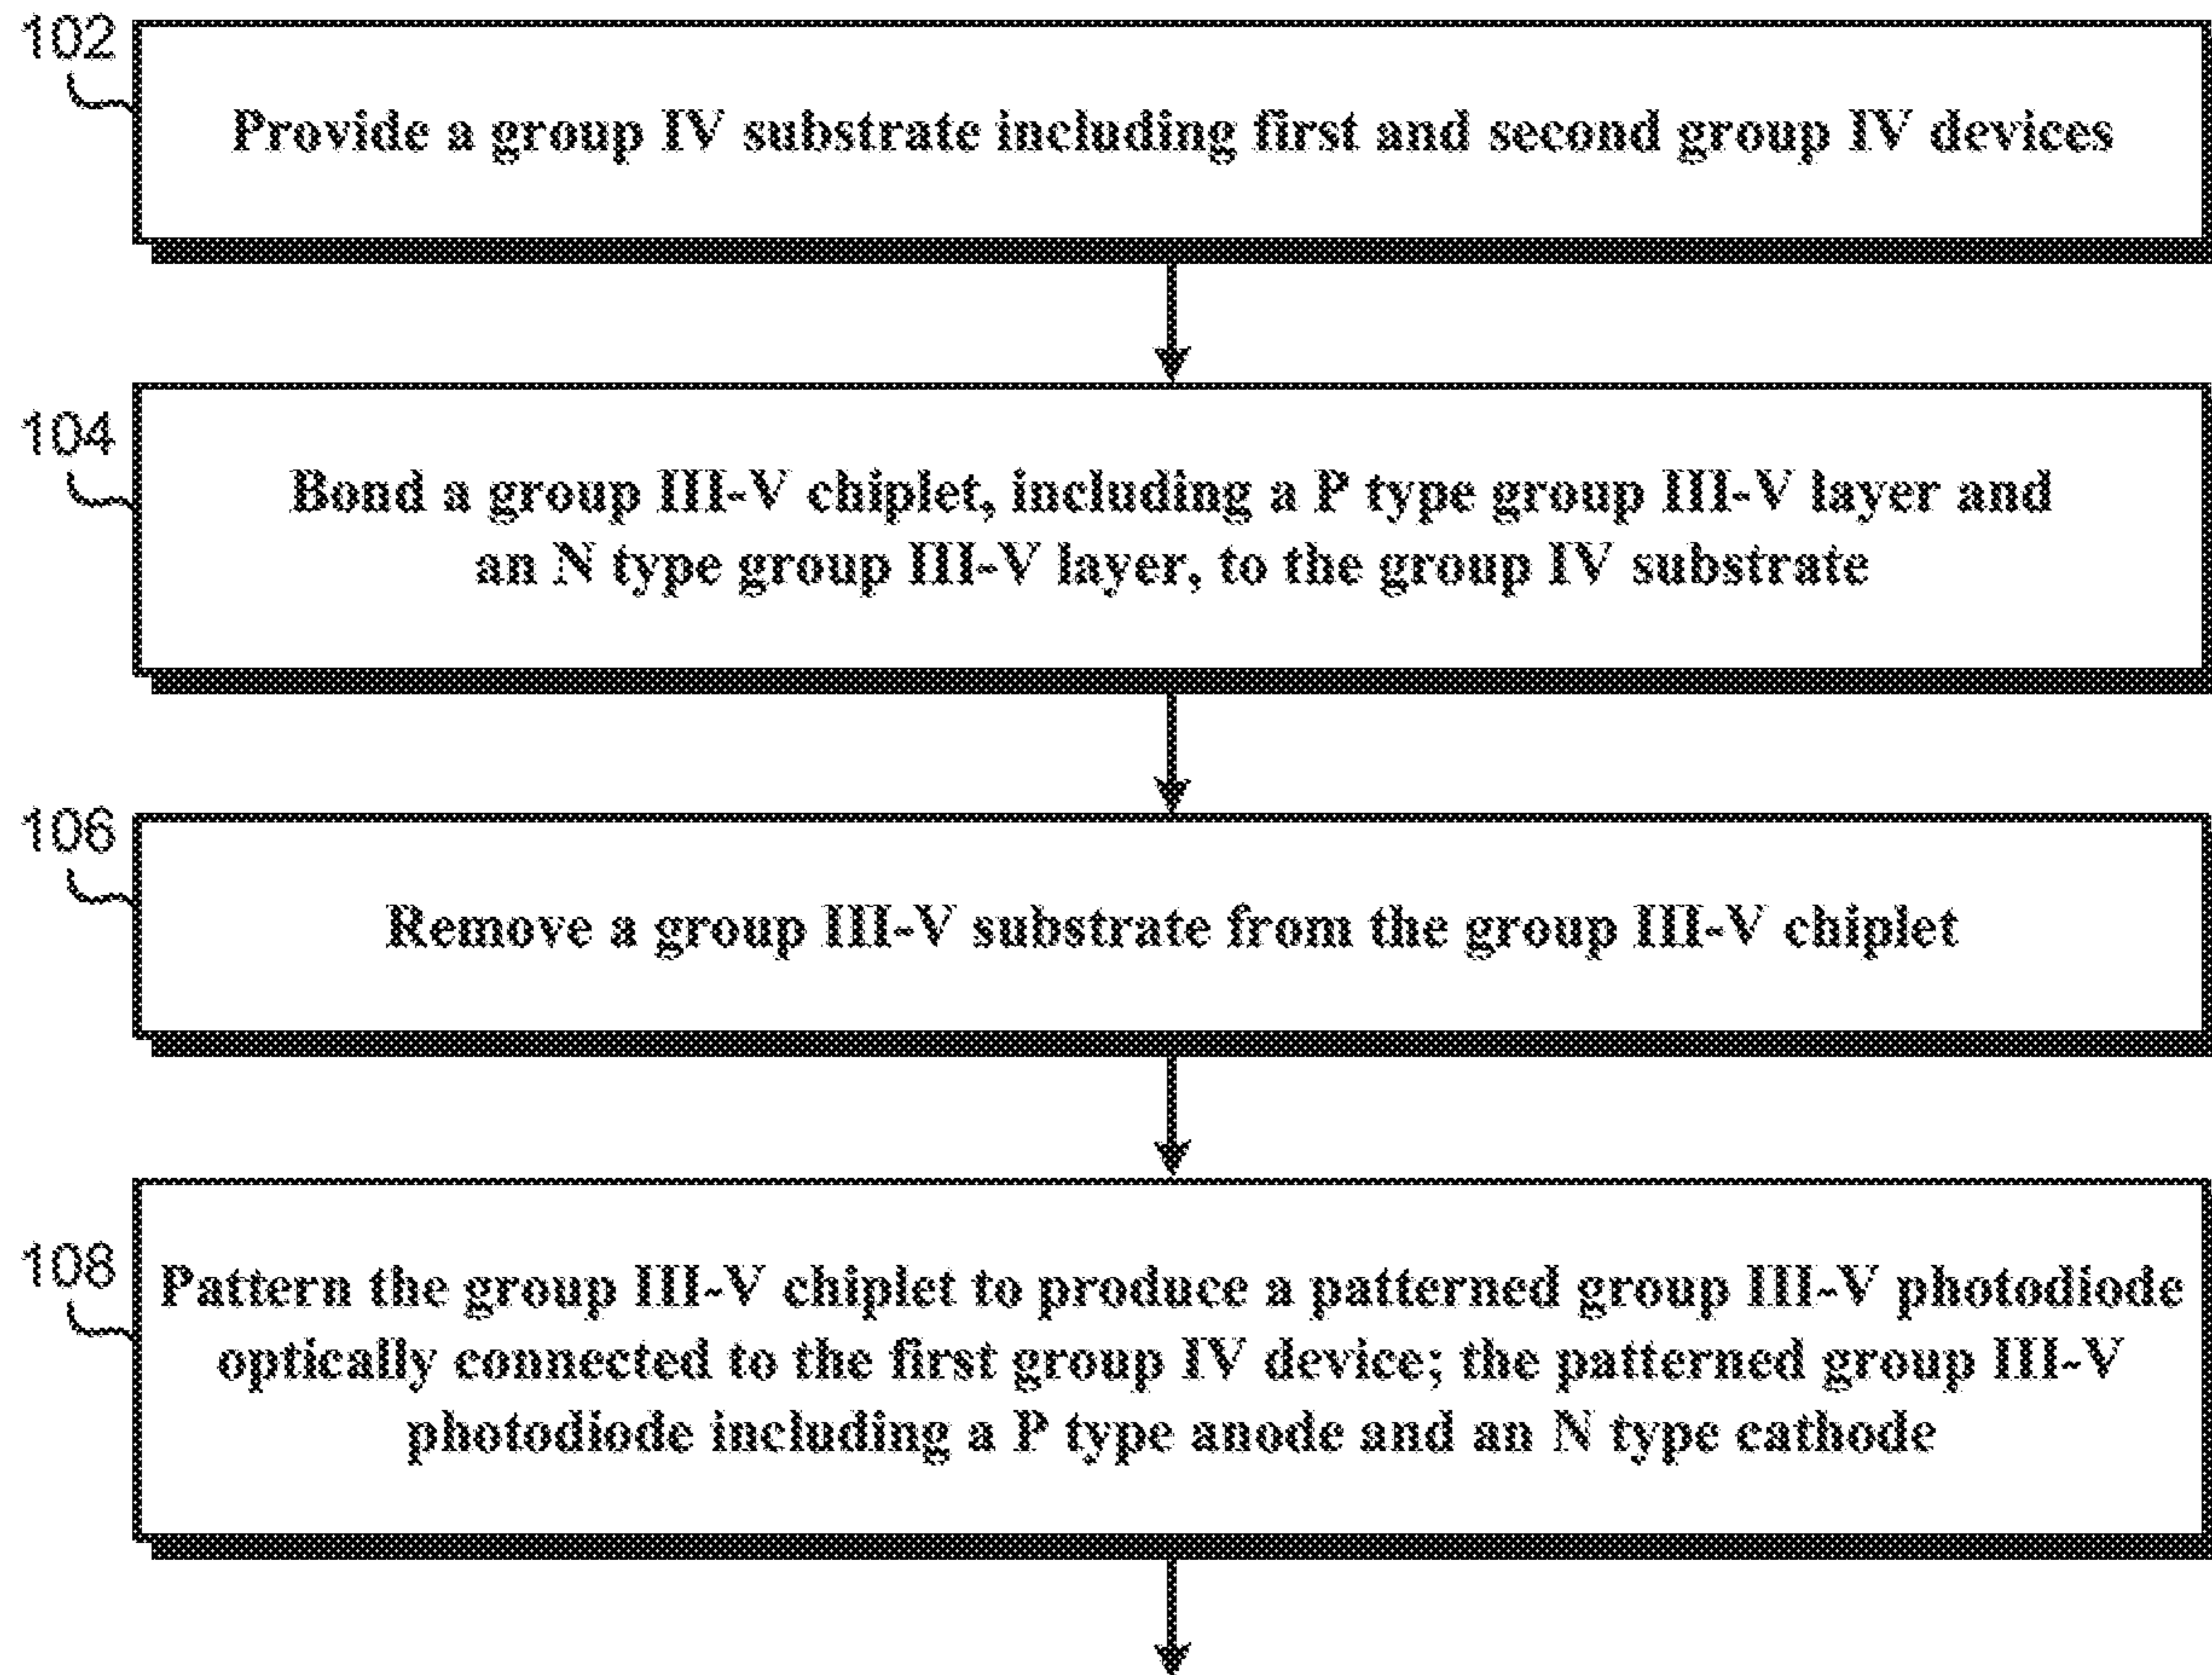 102
Provide a group IV substrate including first and second group IV devices
104
Bond a group III-V chiplet, including a P type group III-V layer and
an N type group III-V layer, to the group IV substrate
106
Remove a group III-V substrate from the group III-V chiplet
108
Pattern the group III-V chiplet to produce a patterned group III-V photodiode
optically connected to the first group IV device; the patterned group III-V
photodiode including a P type anode and an N type cathode